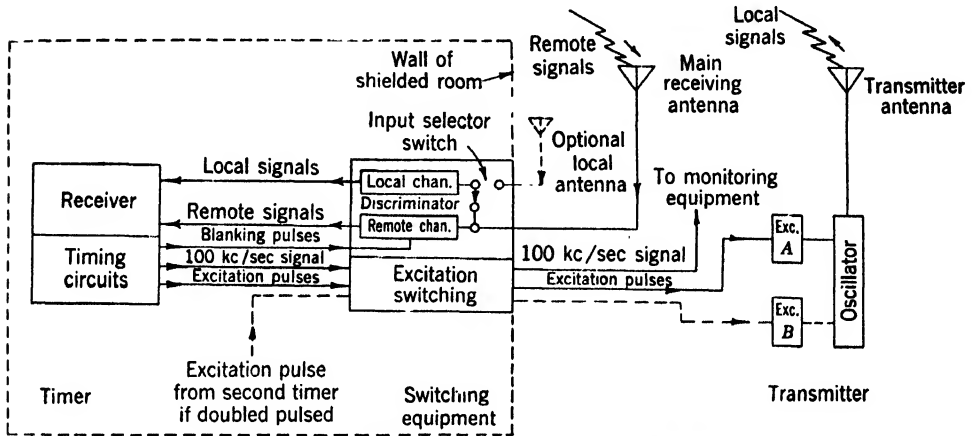 Wall of
shielded room
Remote
signals
Main
receiving
antenna
Local
signals
Transmitter
antenna
Input selector
switch
Optional
local
antenna
To monitoring
equipment
Local signals
Receiver
Local chan.
Discriminator
Remote signals
Remote chan.
Blanking pulses
Timing
circuits
100 kc/sec signal
Excitation pulses
Excitation
switching
100 kc/sec signal
Excitation pulses
Exc.
A
Exc.
B
Oscillator
Excitation pulse
from second timer
if doubled pulsed
Timer
Switching
equipment
Transmitter